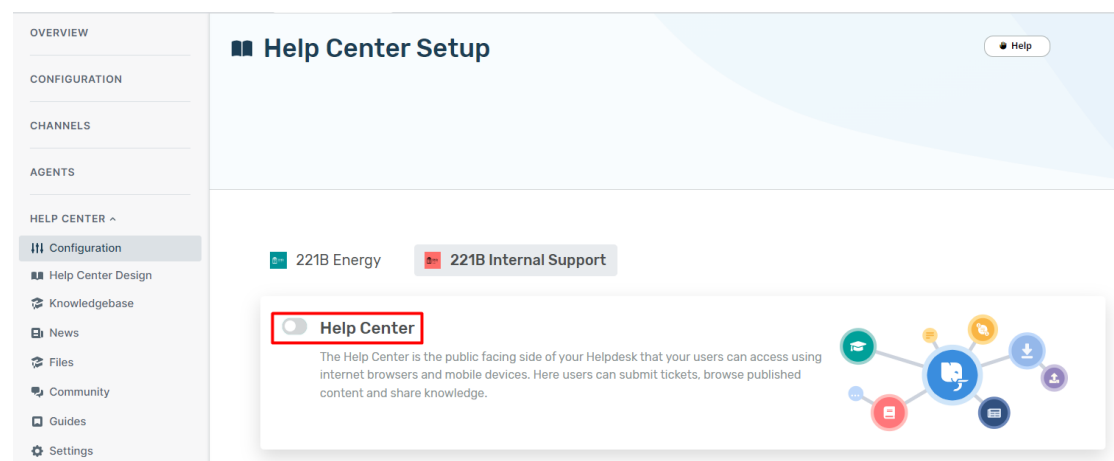 OVERVIEW
CONFIGURATION
CHANNELS
AGENTS
HELP CENTER
Configuration
Help Center Design
Knowledgebase
News
Files
Community
Guides
Settings
Help Center Setup
Help
221B Energy
221B Internal Support
Help Center
The Help Center is the public facing side of your Helpdesk that your users can access using
internet browsers and mobile devices. Here users can submit tickets, browse published
content and share knowledge.